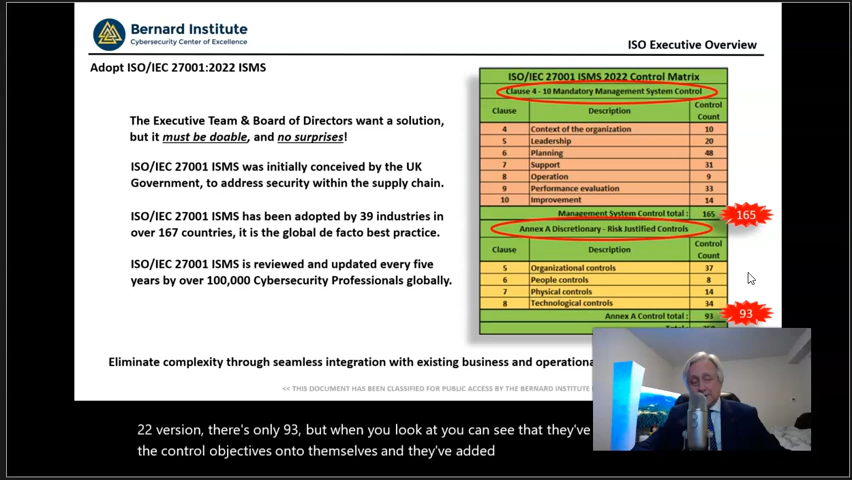 Bernard Institute
Cybersecurity Center of Excellence
ISO Executive Overview
Adopt ISO/IEC 27001:2022 ISMS
The Executive Team & Board of Directors want a solution,
but it must be doable, and no surprises!
ISO/IEC 27001 ISMS was initially conceived by the UK
Government, to address security within the supply chain.
ISO/IEC 27001 ISMS has been adopted by 39 industries in
over 167 countries, it is the global de facto best practice.
ISO/IEC 27001 ISMS is reviewed and updated every five
years by over 100,000 Cybersecurity Professionals globally.
ISO/IEC 27001 ISMS 2022 Control Matrix
Clause 4 - 10 Mandatory Management System Control
Clause Description Control Count
4 Context of the organization 10
5 Leadership 20
6 Planning 48
7 Support 31
8 Operation 9
9 Performance evaluation 33
10 Improvement 14
Management System Control total : 165
165
Annex A Discretionary - Risk Justified Controls
Clause Description Control Count
5 Organizational controls 37
6 People controls 8
7 Physical controls 14
8 Technological controls 34
Annex A Control total : 93
93
Eliminate complexity through seamless integration with existing business and operationa
<< THIS DOCUMENT HAS BEEN CLASSIFIED FOR PUBLIC ACCESS BY THE BERNARD INSTITUTE
22 version, there's only 93, but when you look at you can see that they've
the control objectives onto themselves and they've added